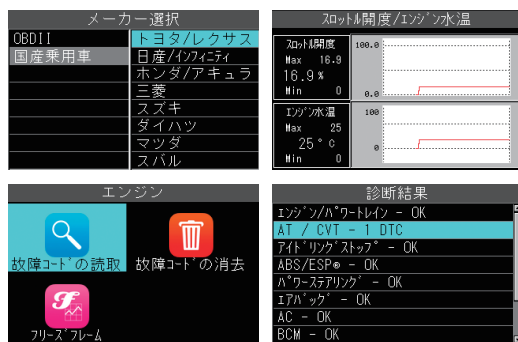 メーカー選択
OBDII
国産乗用車
トヨタ/レクサス
日産/ｲﾝﾌｨﾆﾃｨ
ホンダ/アキュラ
三菱
スズキ
ダイハツ
マツダ
スバル
ｽﾛｯﾄﾙ開度/ｴﾝｼﾞﾝ水温
ｽﾛｯﾄﾙ開度
Max 16.9
16.9 %
Min 0
100.0
0.0
ｴﾝｼﾞﾝ水温
Max 25
25 ° C
Min 0
100
0
エンジン
故障ｺｰﾄﾞの読取
故障ｺｰﾄﾞの消去
ﾌﾘｰｽﾞﾌﾚｰﾑ
診断結果
ｴﾝｼﾞﾝ/ﾊﾟﾜｰﾄﾚｲﾝ - OK
AT / CVT - 1 DTC
ｱｲﾄﾞﾘﾝｸﾞｽﾄｯﾌﾟ - OK
ABS/ESP® - OK
ﾊﾟﾜｰｽﾃｱﾘﾝｸﾞ - OK
ｴｱﾊﾞｯｸﾞ - OK
AC - OK
BCM - OK